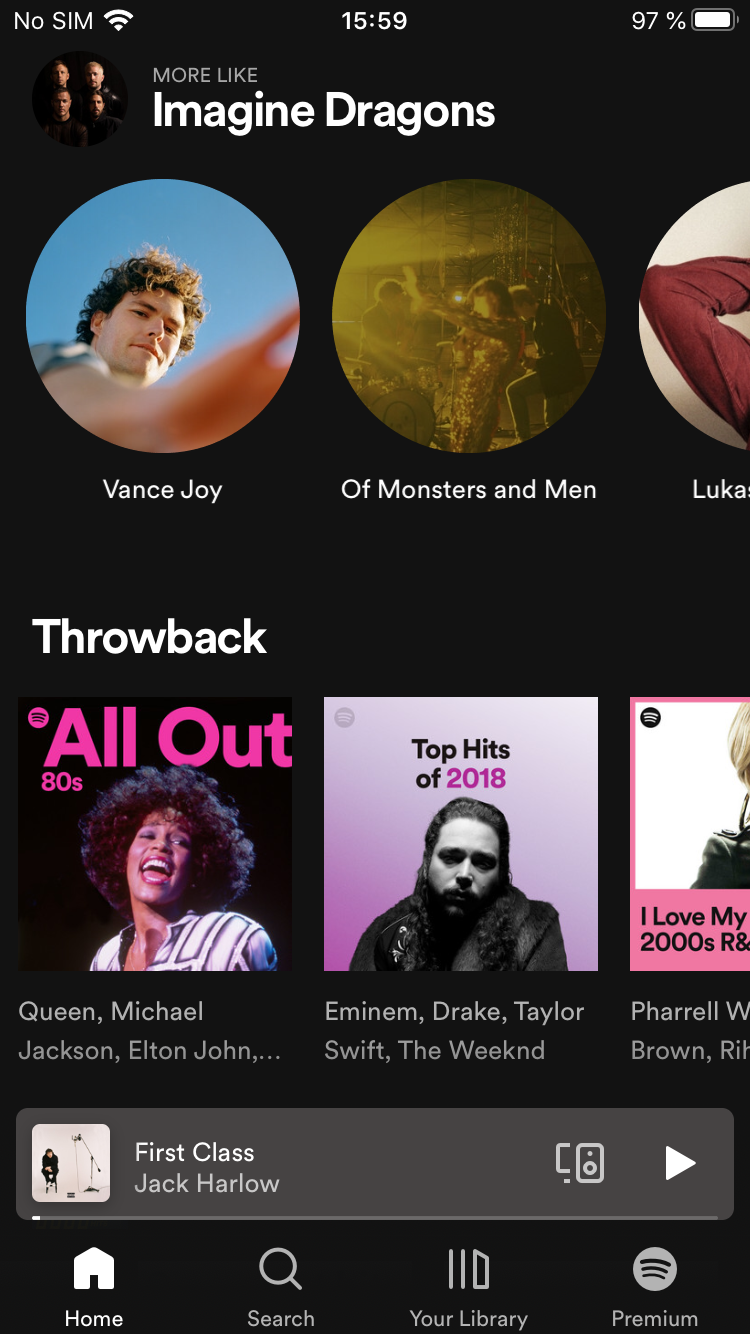 No SIM 15:59 97 %
MORE LIKE
Imagine Dragons
Vance Joy
Of Monsters and Men
Lukas
Throwback
All Out
80s
Top Hits
of 2018
I Love My
2000s R&
Queen, Michael
Jackson, Elton John,...
Eminem, Drake, Taylor
Swift, The Weeknd
Pharrell W
Brown, Rih
First Class
Jack Harlow
Home
Search
Your Library
Premium